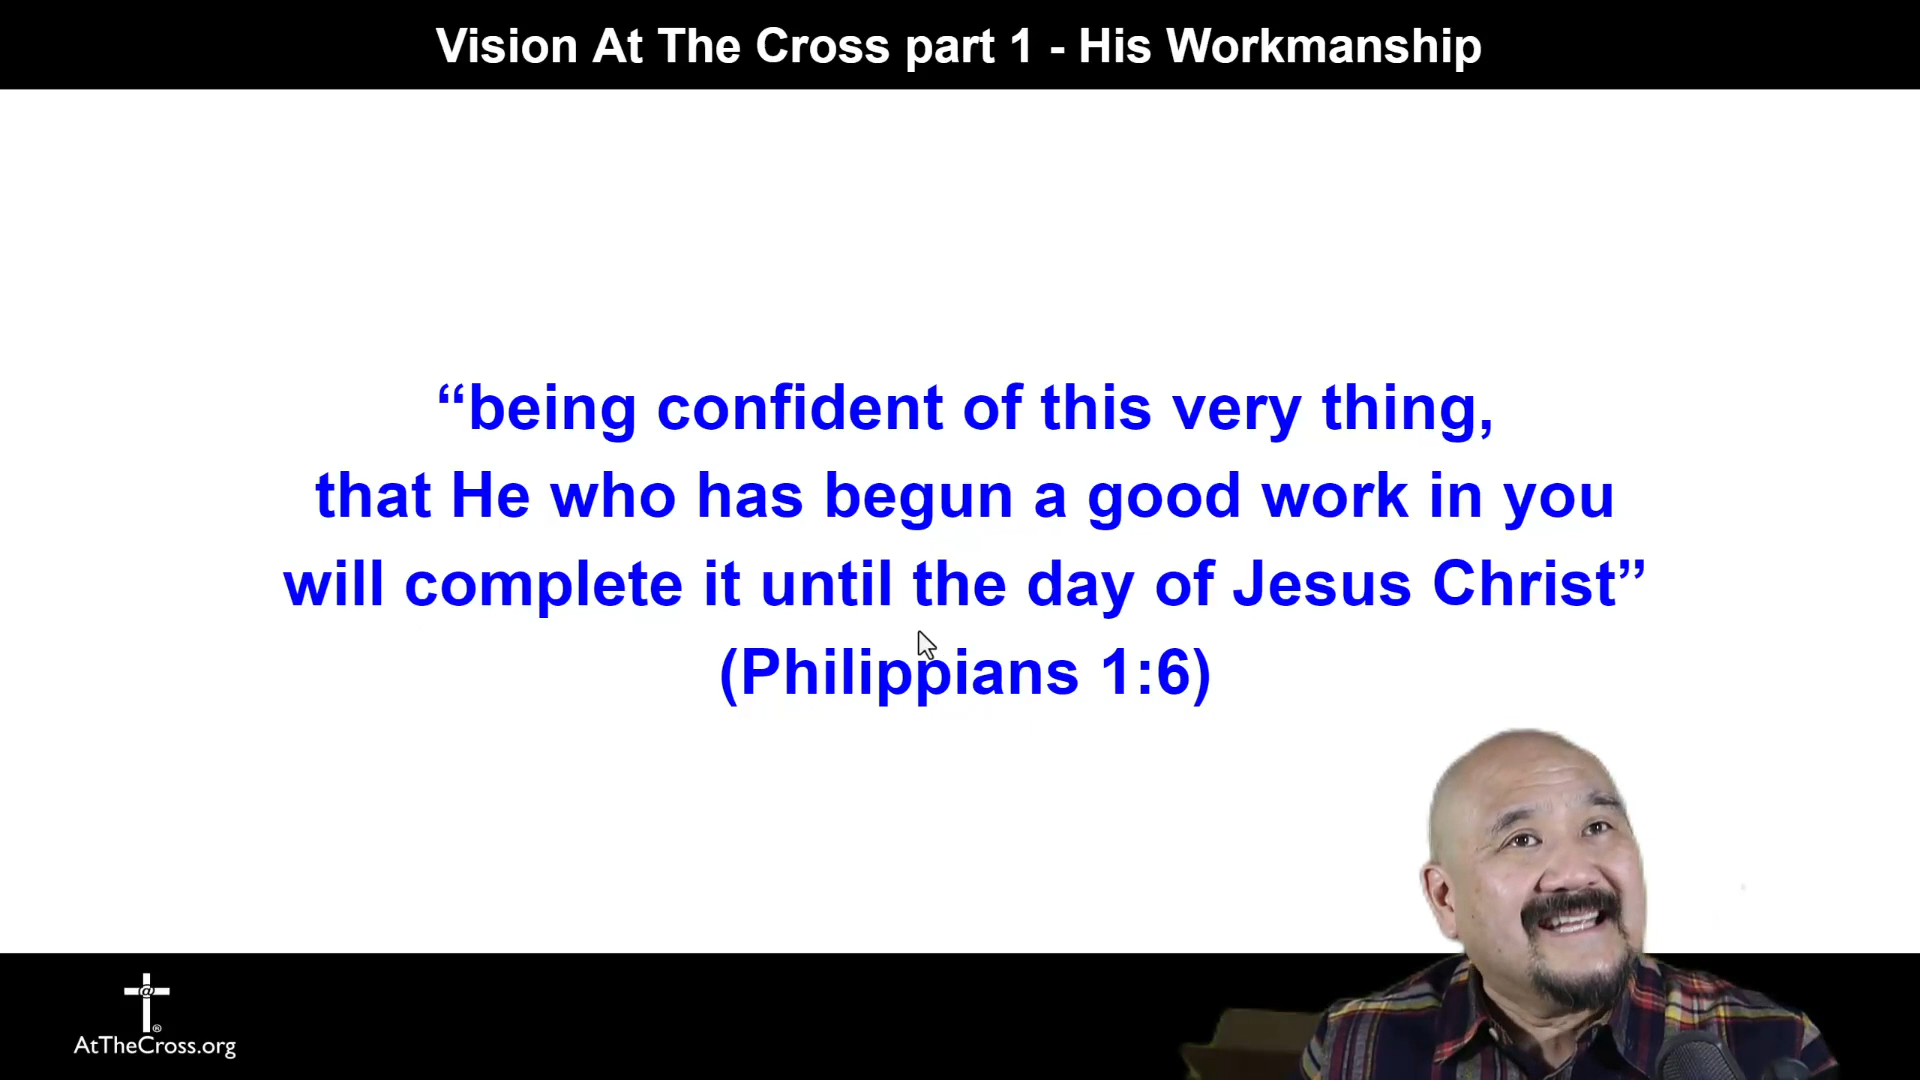 Vision At The Cross part 1 - His Workmanship
“being confident of this very thing,
that He who has begun a good work in you
will complete it until the day of Jesus Christ”
(Philippians 1:6)
@
®
AtTheCross.org